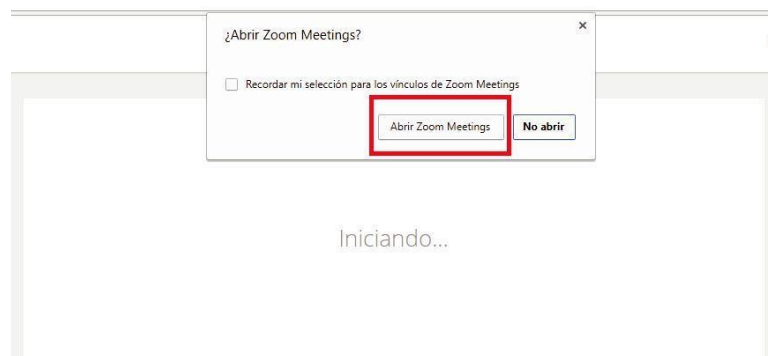 ¿Abrir Zoom Meetings?
×
Recordar mi selección para los vínculos de Zoom Meetings
Abrir Zoom Meetings No abrir
Iniciando...